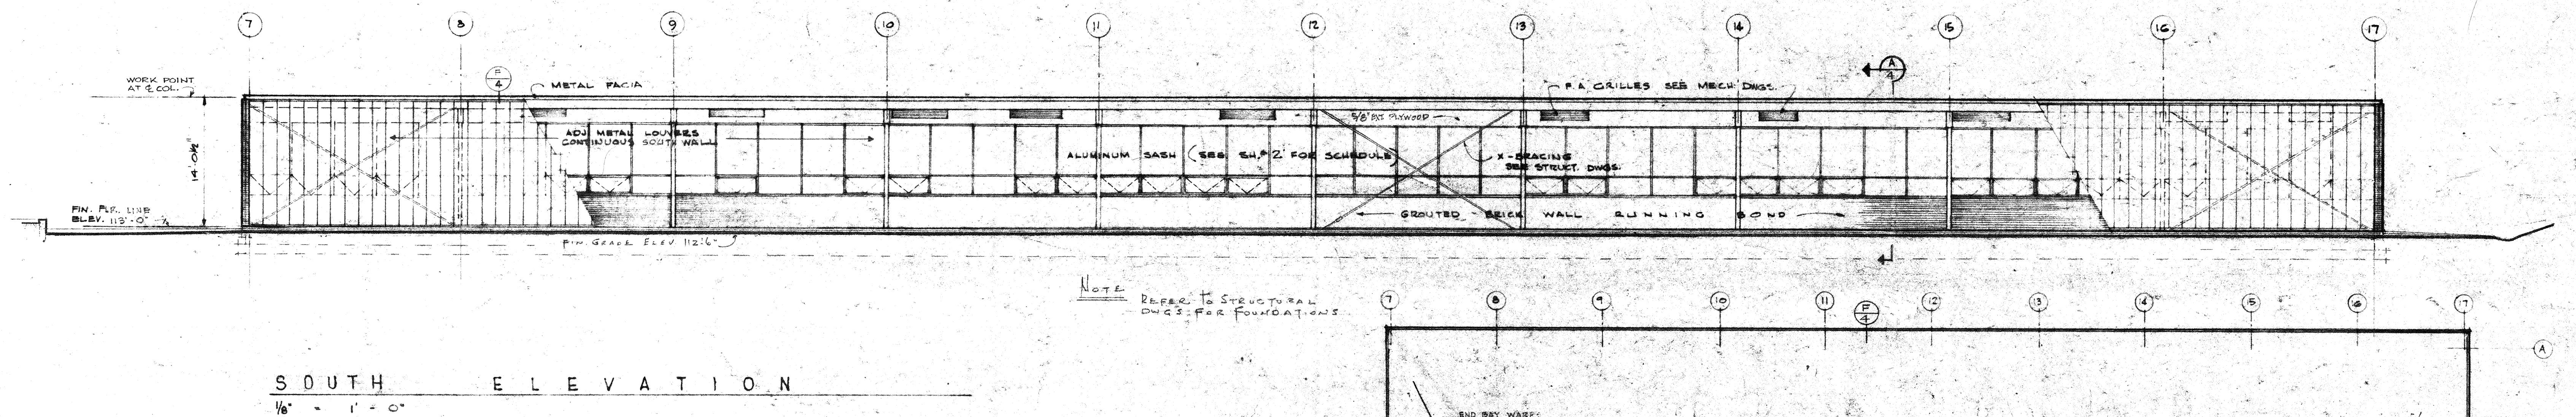 7 8 9 10 11 12 13 14 15 16 17
A
4
F
4
WORK POINT
AT ℄ COL.
METAL FACIA
F.A. GRILLES SEE MECH. DWGS.
5/8" EXT. PLYWOOD
ADJ METAL LOUVERS
CONTINUOUS SOUTH WALL
14'-0½"
ALUMINUM SASH (SEE SH.# 2 FOR SCHEDULE)
X-BRACING
SEE STRUCT. DWGS.
FIN. FLR. LINE
ELEV. 113'-0"
GROUTED BRICK WALL RUNNING BOND
FIN. GRADE ELEV 112'-6"
NOTE
REFER TO STRUCTURAL
DWGS. FOR FOUNDATIONS
7 8 9 10 11 12 13 14 15 16 17
F
4
A
SOUTH ELEVATION
1/8" = 1'-0"
END BAY WARP: